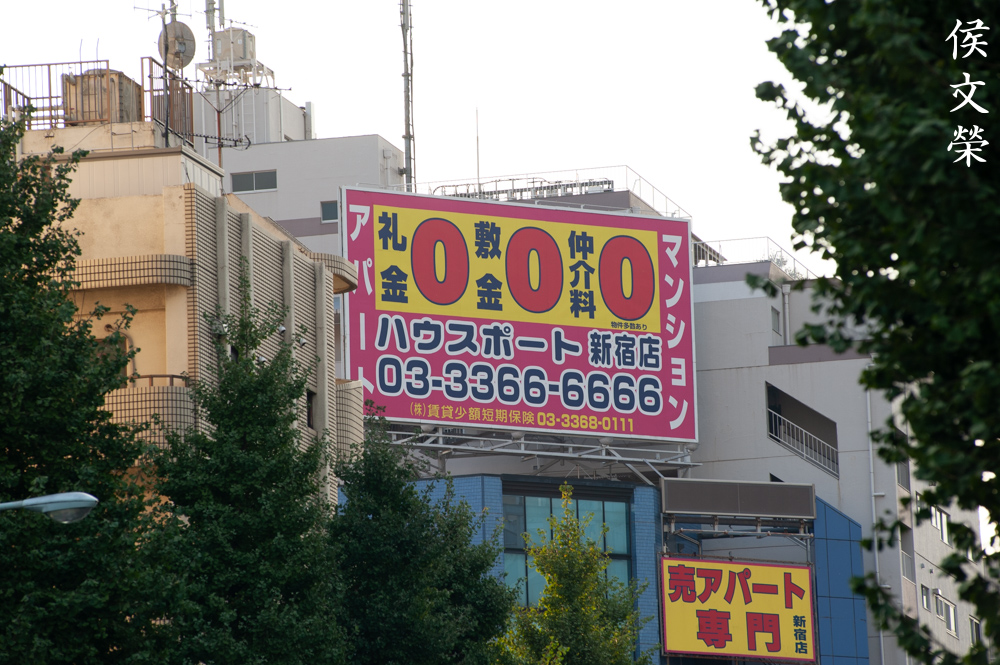 侯文榮
アパート
礼金0
敷金0
仲介料0
物件多数あり
マンション
ハウスポート新宿店
03-3366-6666
(株)賃貸少額短期保険 03-3368-0111
売アパート
専門
新宿店